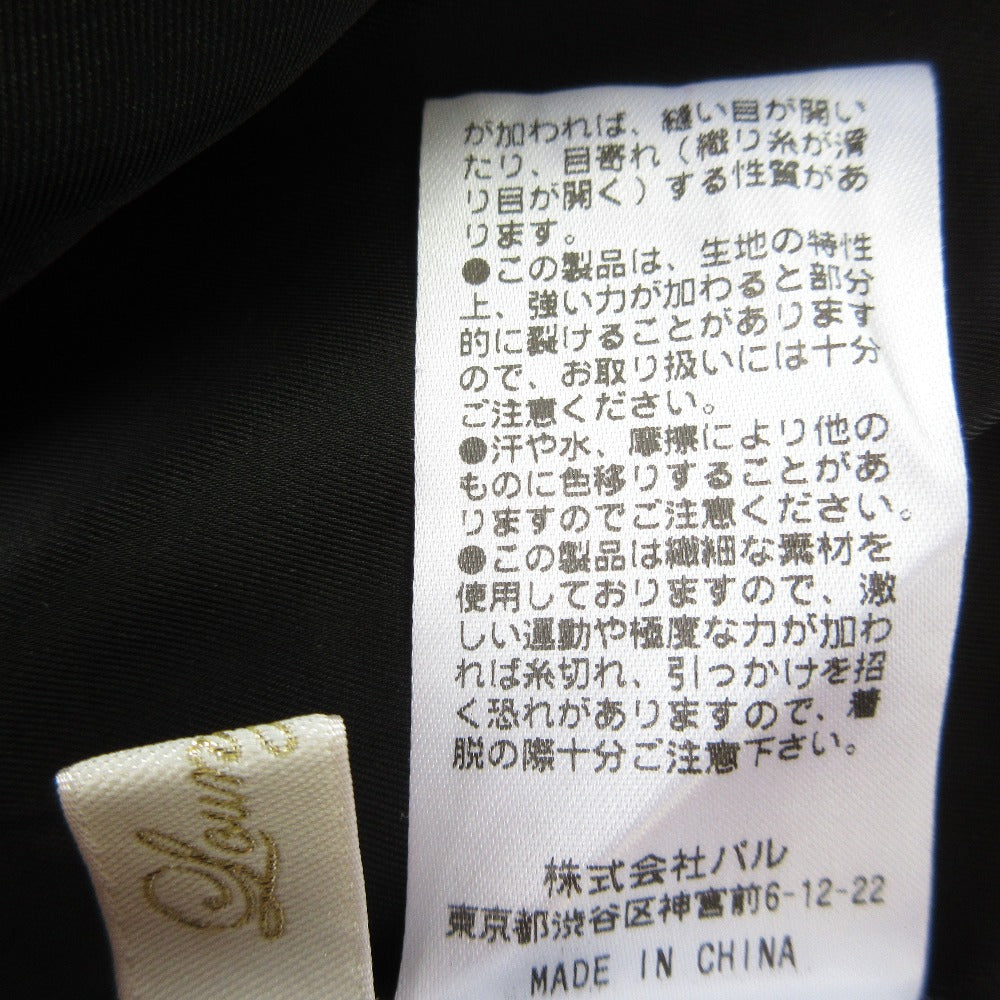 が加われば、縫い目が開い
たり、目寄れ（織り糸が滑
り目が開く）する性質があ
ります。
●この製品は、生地の特性
上、強い力が加わると部分
的に裂けることがあります
ので、お取り扱いには十分
ご注意ください。
●汗や水、摩擦により他の
ものに色移りすることがあ
りますのでご注意ください。
●この製品は繊細な素材を
使用しておりますので、激
しい運動や極度な力が加わ
れば糸切れ、引っかけを招
く恐れがありますので、着
脱の際十分ご注意下さい。
株式会社パル
東京都渋谷区神宮前6-12-22
MADE IN CHINA